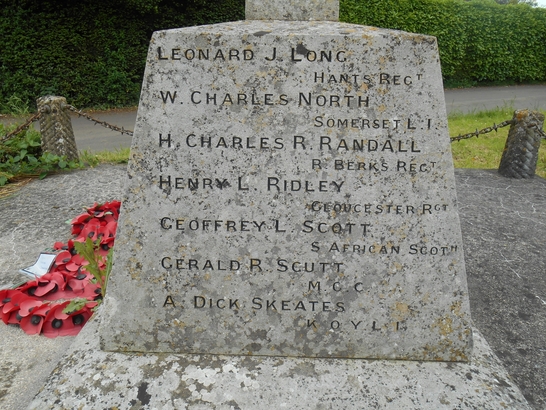 LEONARD J. LONG
HANTS REGT
W. CHARLES NORTH
SOMERSET L.I.
H. CHARLES R. RANDALL
R. BERKS REGT
HENRY L. RIDLEY
GLOUCESTER RGT
GEOFFREY L. SCOTT
S AFRICAN SCOTH
GERALD R. SCUTT
M.G.C.
A. DICK SKEATES
K.O.Y.L.I.